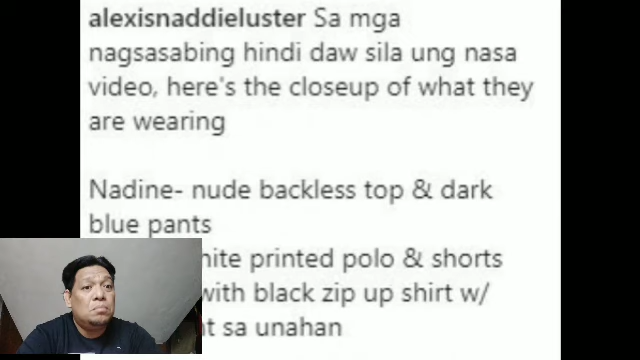 alexisnaddieluster Sa mga
nagsasabing hindi daw sila ung nasa
video, here's the closeup of what they
are wearing
Nadine- nude backless top & dark
blue pants
printed polo & shorts
with black zip up shirt w/
sa unahan